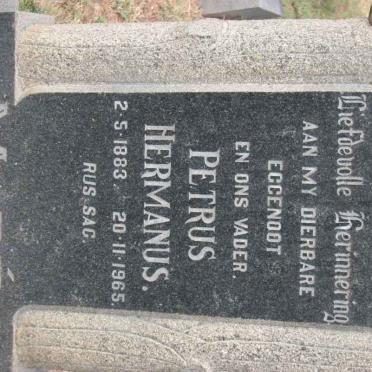 Liefdevolle Herinnering
AAN MY DIERBARE
EGGENOOT
EN ONS VADER.
PETRUS
HERMANUS.
2·5·1883 20·11·1965.
RUS SAG